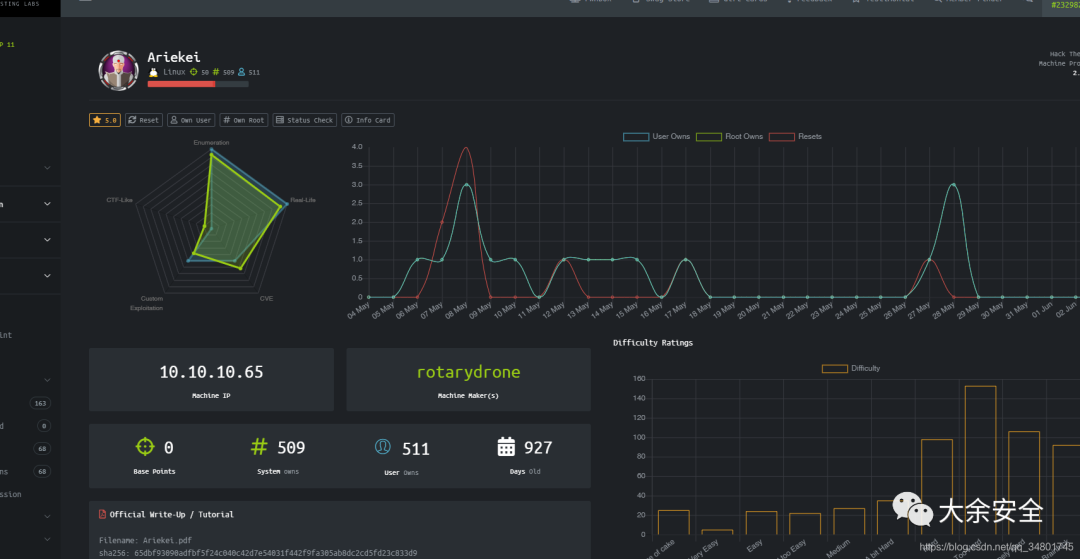 STING LABS
#232982
P 11
Ariekei
Linux 50 # 509 511
Hack The
Machine Pro
2.
5.0 Reset Own User # Own Root Status Check Info Card
User Owns Root Owns Resets
Enumeration
Real-Life
CVE
Custom
Exploitation
CTF-Like
4.0
3.5
3.0
2.5
2.0
1.5
1.0
0.5
0
04 May 05 May 06 May 07 May 08 May 09 May 10 May 11 May 12 May 13 May 14 May 15 May 16 May 17 May 18 May 19 May 20 May 21 May 22 May 23 May 24 May 25 May 26 May 27 May 28 May 29 May 30 May 31 May 01 Jun 02 Jun
int
163
d 0
68
ns 68
ssion
10.10.10.65
Machine IP
rotarydrone
Machine Maker(s)
0
Base Points
# 509
System owns
511
User Owns
927
Days Old
Official Write-Up / Tutorial
Filename: Ariekei.pdf
Difficulty Ratings
Difficulty
160
140
120
100
80
60
40
20
0
e of cake Very Easy Easy oo Easy Medium A bit Hard
大余安全
https://blog.csdn.net/qq_34801745